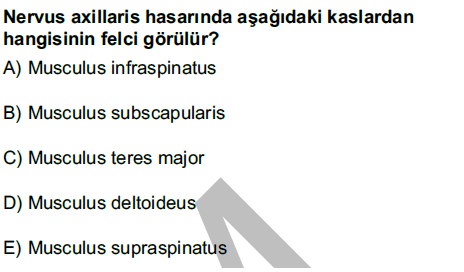 Nervus axillaris hasarında aşağıdaki kaslardan
hangisinin felci görülür?
A) Musculus infraspinatus
B) Musculus subscapularis
C) Musculus teres major
D) Musculus deltoideus
E) Musculus supraspinatus